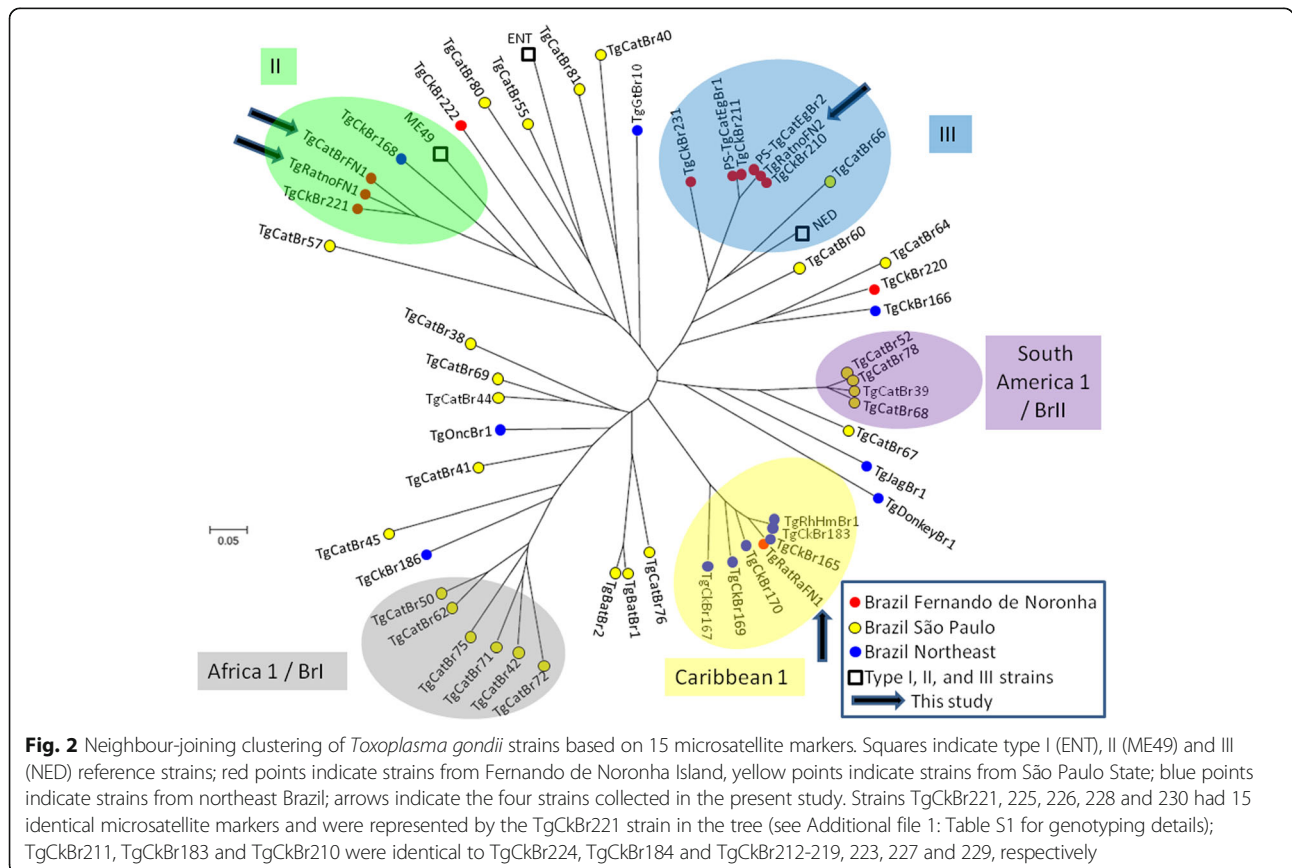 II
TgCatBr80
TgCkBr222
TgCatBr55
ENT
TgCatBr81
TgCatBr40
TgGtBr10
TgCkBr168
ME49
TgCatBrFN1
TgRatnoFN1
TgCkBr221
TgCatBr57
TgCkBr231
PS-TgCatEgBr1
TgCkBr211
PS-TgCatEgBr2
TgRatnoFN2
TgCkBr210
TgCatBr66
NED
III
TgCatBr60
TgCatBr64
TgCkBr220
TgCkBr166
TgCatBr52
TgCatBr78
TgCatBr39
TgCatBr68
South
America 1
/ BrII
TgCatBr67
TgJagBr1
TgDonkeyBr1
TgCatBr38
TgCatBr69
TgCatBr44
TgOncBr1
TgCatBr41
0.05
TgCatBr45
TgCkBr186
TgCatBr50
TgCatBr62
TgCatBr75
TgCatBr71
TgCatBr42
TgCatBr72
Africa 1 / BrI
TgBatBr2
TgBatBr1
TgCatBr76
TgRhHmBr1
TgCkBr183
TgCkBr165
TgRatRaFN1
TgCkBr170
TgCkBr169
TgCkBr167
Caribbean 1
Brazil Fernando de Noronha
Brazil São Paulo
Brazil Northeast
Type I, II, and III strains
This study
Fig. 2 Neighbour-joining clustering of Toxoplasma gondii strains based on 15 microsatellite markers. Squares indicate type I (ENT), II (ME49) and III
(NED) reference strains; red points indicate strains from Fernando de Noronha Island, yellow points indicate strains from São Paulo State; blue points
indicate strains from northeast Brazil; arrows indicate the four strains collected in the present study. Strains TgCkBr221, 225, 226, 228 and 230 had 15
identical microsatellite markers and were represented by the TgCkBr221 strain in the tree (see Additional file 1: Table S1 for genotyping details);
TgCkBr211, TgCkBr183 and TgCkBr210 were identical to TgCkBr224, TgCkBr184 and TgCkBr212-219, 223, 227 and 229, respectively